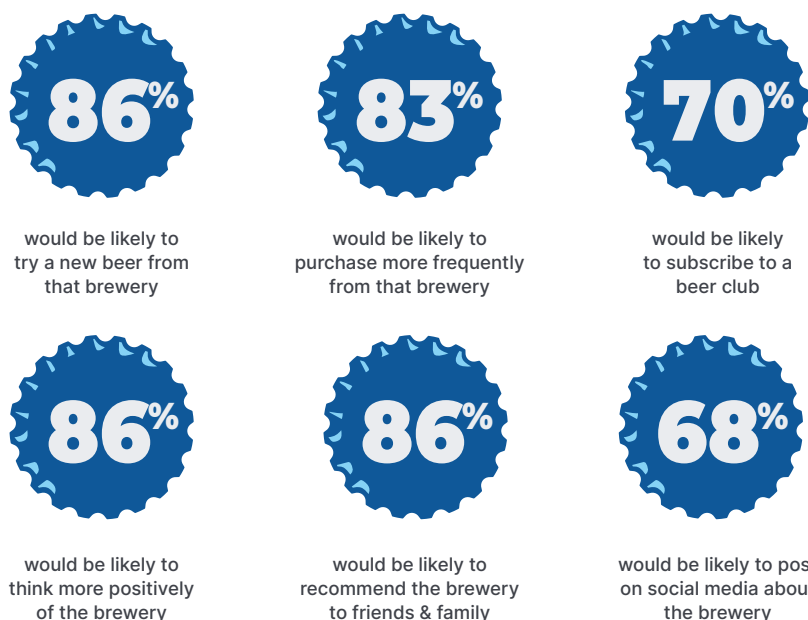 86%
would be likely to
try a new beer from
that brewery
83%
would be likely to
purchase more frequently
from that brewery
70%
would be likely
to subscribe to a
beer club
86%
would be likely to
think more positively
of the brewery
86%
would be likely to
recommend the brewery
to friends & family
68%
would be likely to pos
on social media abou
the brewery